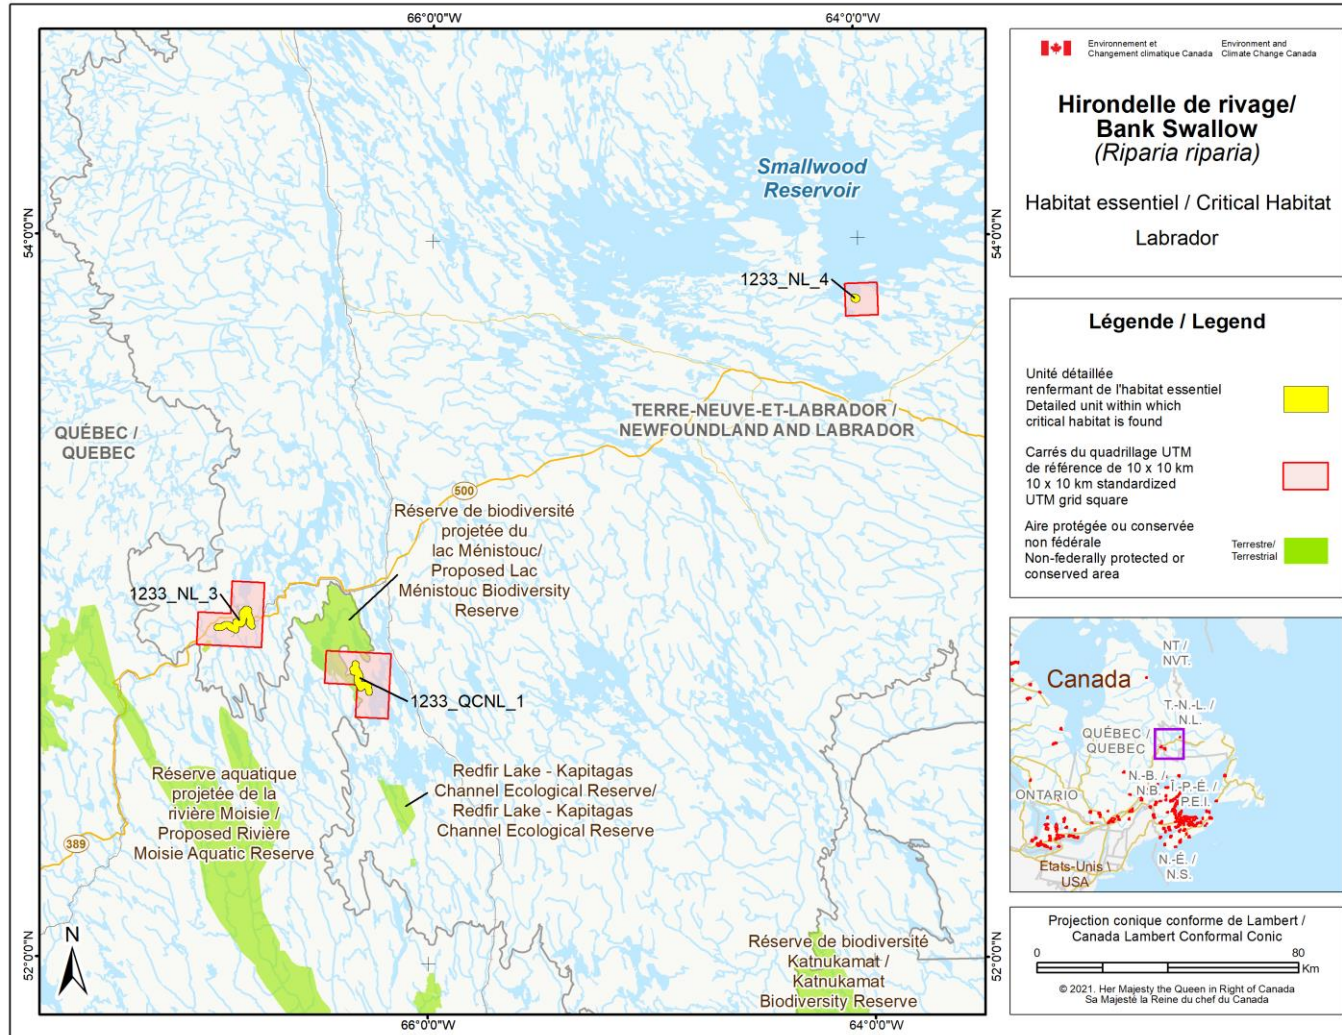 66°0'0"W
64°0'0"W
54°0'0"N
54°0'0"N
Smallwood
Reservoir
1233_NL_4
TERRE-NEUVE-ET-LABRADOR /
NEWFOUNDLAND AND LABRADOR
QUÉBEC /
QUEBEC
500
Réserve de biodiversité
projetée du
lac Ménistouc/
Proposed Lac
Ménistouc Biodiversity
Reserve
1233_NL_3
1233_QCNL_1
Réserve aquatique
projetée de la
rivière Moisie /
Proposed Rivière
Moisie Aquatic Reserve
Redfir Lake - Kapitagas
Channel Ecological Reserve/
Redfir Lake - Kapitagas
Channel Ecological Reserve
389
Réserve de biodiversité
Katnukamat /
Katnukamat
Biodiversity Reserve
N
52°0'0"N
52°0'0"N
66°0'0"W
64°0'0"W
Environnement et
Changement climatique Canada
Environment and
Climate Change Canada
Hirondelle de rivage/
Bank Swallow
(Riparia riparia)
Habitat essentiel / Critical Habitat
Labrador
Légende / Legend
Unité détaillée
renfermant de l'habitat essentiel
Detailed unit within which
critical habitat is found
Carrés du quadrillage UTM
de référence de 10 x 10 km
10 x 10 km standardized
UTM grid square
Aire protégée ou conservée
non fédérale
Non-federally protected or
conserved area
Terrestre/
Terrestrial
NT /
NVT.
Canada
T.-N.-L. /
N.L.
QUÉBEC /
QUEBEC
N.-B. /
N.B.
Î.-P.-É. /
P.E.I.
ONTARIO
N.-É. /
N.S.
Etats-Unis \
USA
Projection conique conforme de Lambert /
Canada Lambert Conformal Conic
0
80
Km
© 2021. Her Majesty the Queen in Right of Canada
Sa Majesté la Reine du chef du Canada